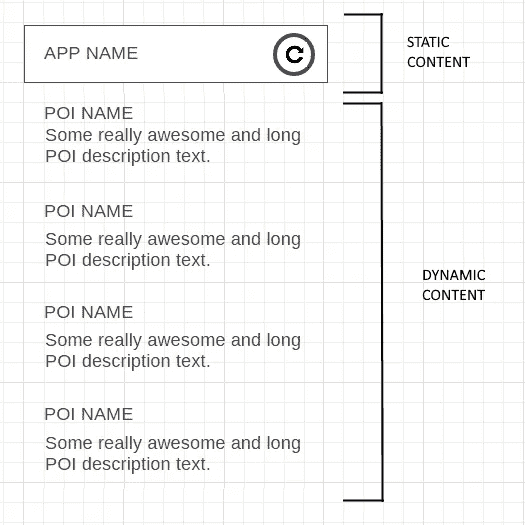 APP NAME
STATIC
CONTENT
POI NAME
Some really awesome and long
POI description text.
POI NAME
Some really awesome and long
POI description text.
DYNAMIC
CONTENT
POI NAME
Some really awesome and long
POI description text.
POI NAME
Some really awesome and long
POI description text.